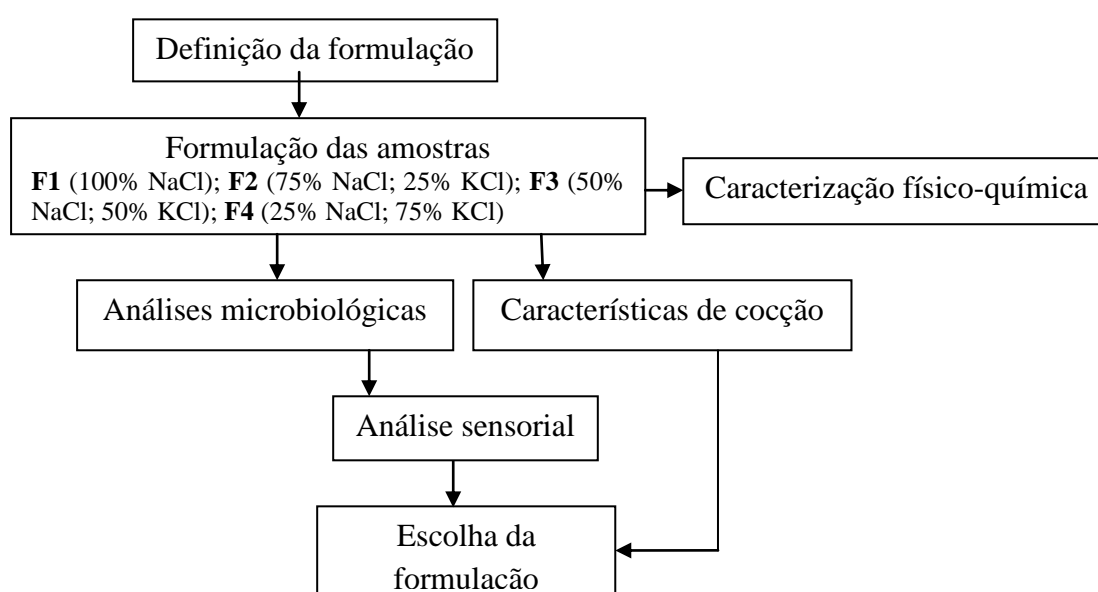 Definição da formulação
Formulação das amostras
F1 (100% NaCl); F2 (75% NaCl; 25% KCl); F3 (50%
NaCl; 50% KCl); F4 (25% NaCl; 75% KCl)
Caracterização físico-química
Análises microbiológicas
Características de cocção
Análise sensorial
Escolha da
formulação